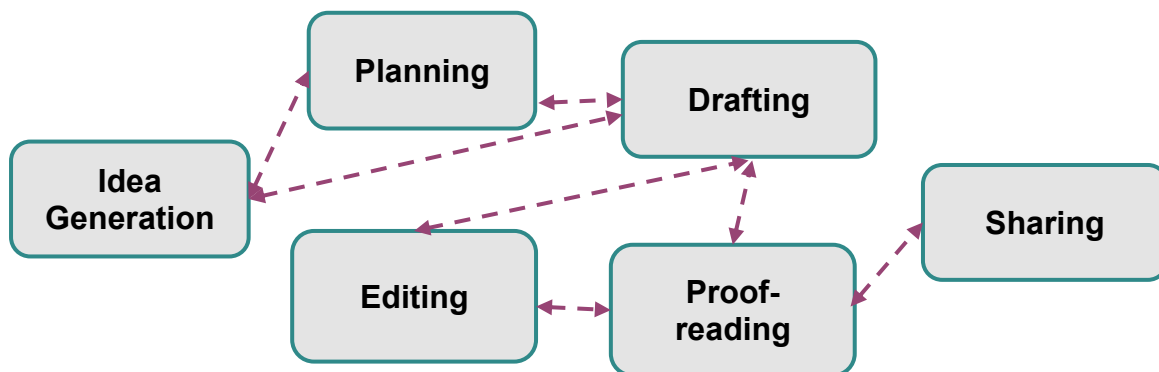 Planning
Drafting
Idea
Generation
Sharing
Editing
Proof-
reading